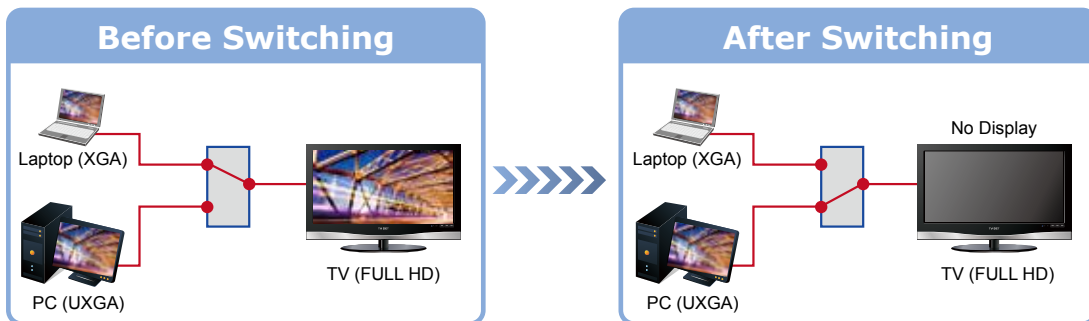 Before Switching
Laptop (XGA)
PC (UXGA)
TV (FULL HD)
After Switching
Laptop (XGA)
PC (UXGA)
No Display
TV (FULL HD)